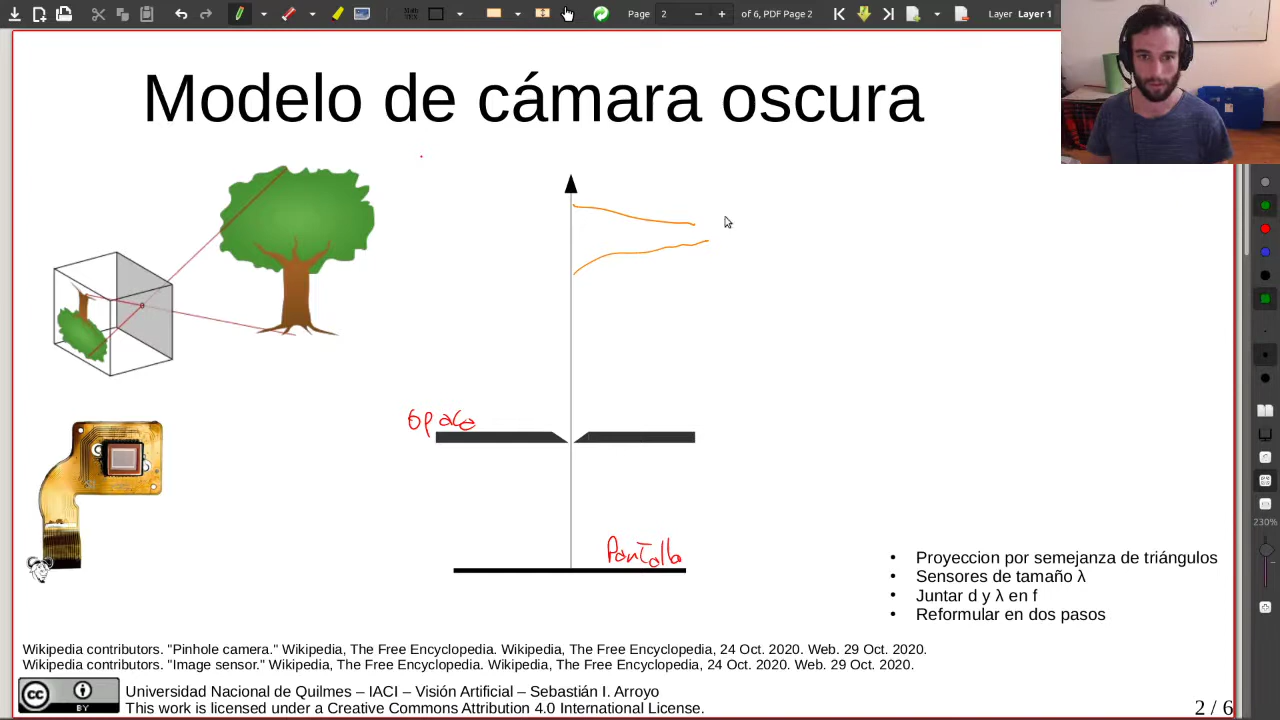 Page 2 of 6, PDF Page 2 Layer Layer 1
Modelo de cámara oscura
opaco
Pantalla
230%
• Proyeccion por semejanza de triángulos
• Sensores de tamaño λ
• Juntar d y λ en f
• Reformular en dos pasos
Wikipedia contributors. "Pinhole camera." Wikipedia, The Free Encyclopedia. Wikipedia, The Free Encyclopedia, 24 Oct. 2020. Web. 29 Oct. 2020.
Wikipedia contributors. "Image sensor." Wikipedia, The Free Encyclopedia. Wikipedia, The Free Encyclopedia, 24 Oct. 2020. Web. 29 Oct. 2020.
cc BY
Universidad Nacional de Quilmes – IACI – Visión Artificial – Sebastián I. Arroyo
This work is licensed under a Creative Commons Attribution 4.0 International License.
2 / 6